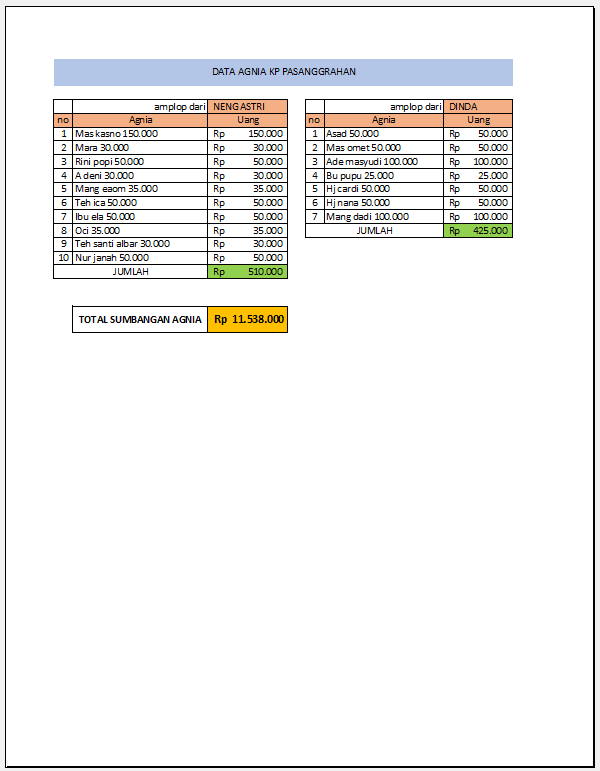 DATA AGNIA KP PASANGGRAHAN
amplop dari NENGASTRI
no Agnia Uang
1 Mas kasno 150.000 Rp 150.000
2 Mara 30.000 Rp 30.000
3 Rini popi 50.000 Rp 50.000
4 A deni 30.000 Rp 30.000
5 Mang eaom 35.000 Rp 35.000
6 Teh ica 50.000 Rp 50.000
7 Ibu ela 50.000 Rp 50.000
8 Oci 35.000 Rp 35.000
9 Teh santi albar 30.000 Rp 30.000
10 Nur janah 50.000 Rp 50.000
JUMLAH Rp 510.000
amplop dari DINDA
no Agnia Uang
1 Asad 50.000 Rp 50.000
2 Mas omet 50.000 Rp 50.000
3 Ade masyudi 100.000 Rp 100.000
4 Bu pupu 25.000 Rp 25.000
5 Hj cardi 50.000 Rp 50.000
6 Hj nana 50.000 Rp 50.000
7 Mang dadi 100.000 Rp 100.000
JUMLAH Rp 425.000
TOTAL SUMBANGAN AGNIA Rp 11.538.000